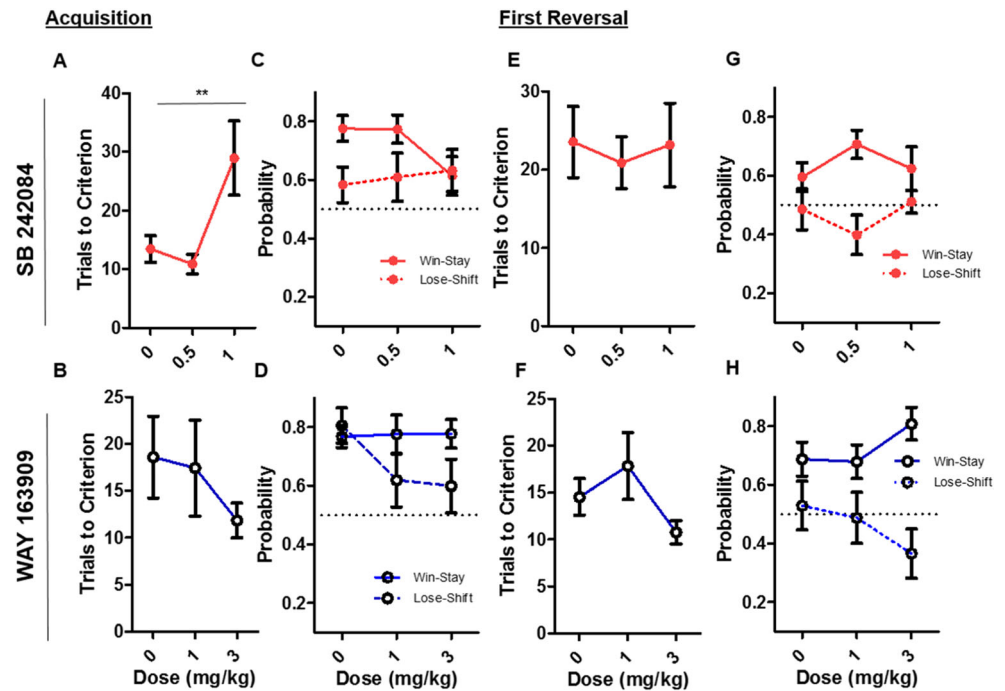 Acquisition
First Reversal
SB 242084
A
**
Trials to Criterion
40
30
20
10
0
0
0.5
1
C
Probability
0.8
0.6
0.4
0.2
Win-Stay
Lose-Shift
0
0.5
1
E
Trials to Criterion
30
20
10
0
0
0.5
1
G
Probability
0.8
0.6
0.4
0.2
Win-Stay
Lose-Shift
0
0.5
1
WAY 163909
B
Trials to Criterion
25
20
15
10
5
0
0
1
3
Dose (mg/kg)
D
Probability
0.8
0.6
0.4
0.2
Win-Stay
Lose-Shift
0
1
3
Dose (mg/kg)
F
Trials to Criterion
25
20
15
10
5
0
0
1
3
Dose (mg/kg)
H
Probability
0.8
0.6
0.4
0.2
Win-Stay
Lose-Shift
0
1
3
Dose (mg/kg)